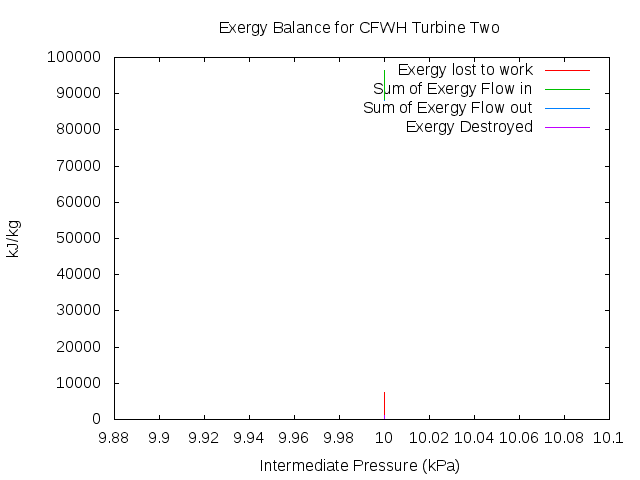 Exergy Balance for CFWH Turbine Two
100000
90000
80000
70000
60000
50000
40000
30000
20000
10000
0
kJ/kg
Exergy lost to work
Sum of Exergy Flow in
Sum of Exergy Flow out
Exergy Destroyed
9.88 9.9 9.92 9.94 9.96 9.98 10 10.02 10.04 10.06 10.08 10.1
Intermediate Pressure (kPa)